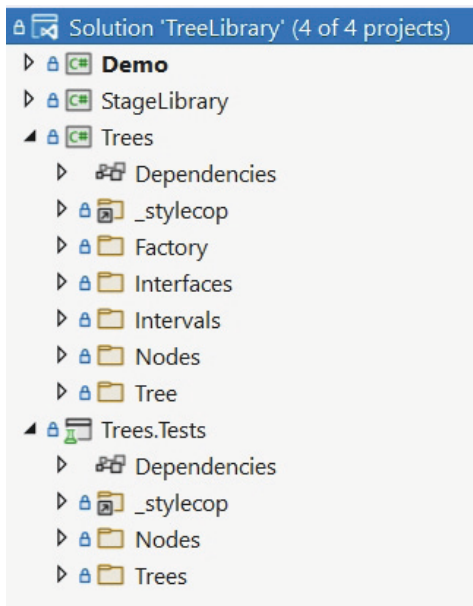 Solution 'TreeLibrary' (4 of 4 projects)
C# Demo
C# StageLibrary
C# Trees
Dependencies
_stylecop
Factory
Interfaces
Intervals
Nodes
Tree
Trees.Tests
Dependencies
_stylecop
Nodes
Trees